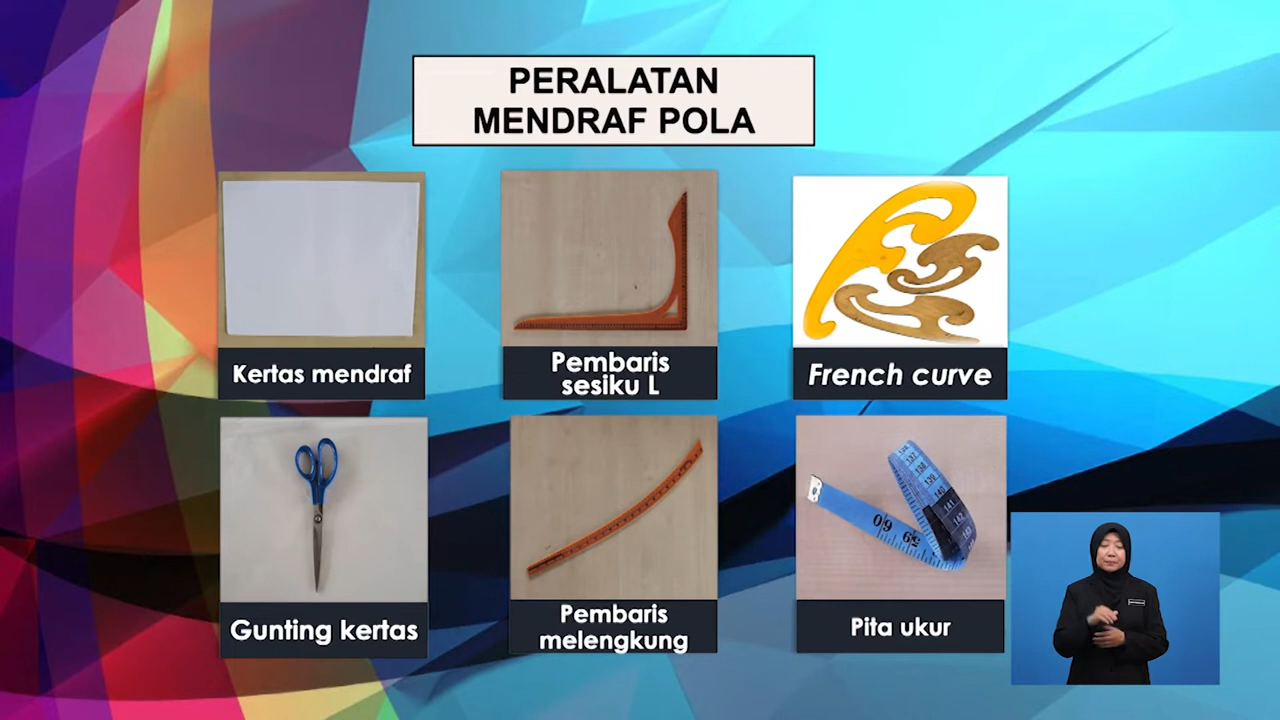 PERALATAN
MENDRAF POLA
Kertas mendraf
Pembaris
sesiku L
French curve
Gunting kertas
Pembaris
melengkung
Pita ukur